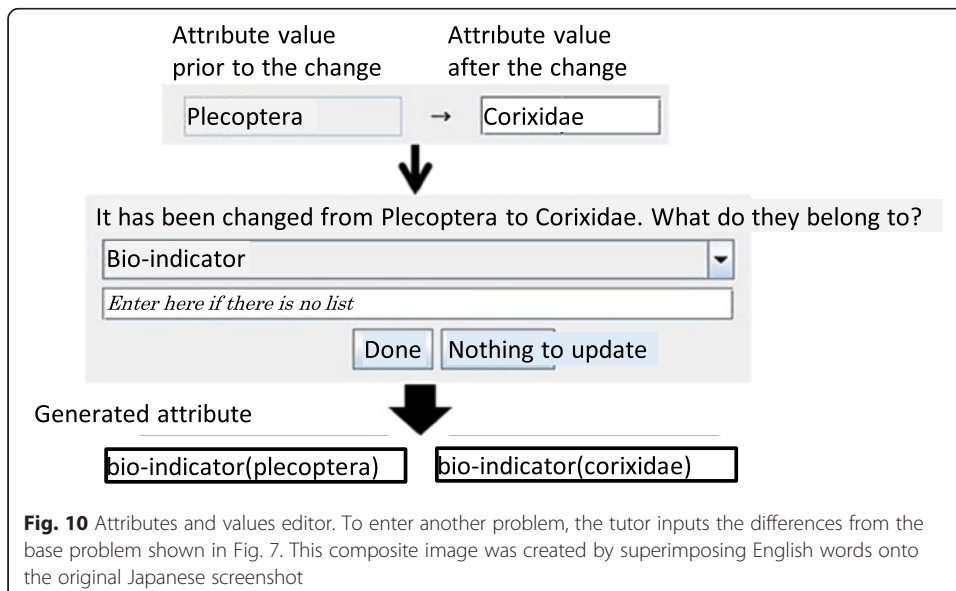 Attribute value prior to the change
Attribute value after the change
Plecoptera → Corixidae
It has been changed from Plecoptera to Corixidae. What do they belong to?
Bio-indicator
Enter here if there is no list
Done Nothing to update
Generated attribute
bio-indicator(plecoptera) bio-indicator(corixidae)
Fig. 10 Attributes and values editor. To enter another problem, the tutor inputs the differences from the
base problem shown in Fig. 7. This composite image was created by superimposing English words onto
the original Japanese screenshot